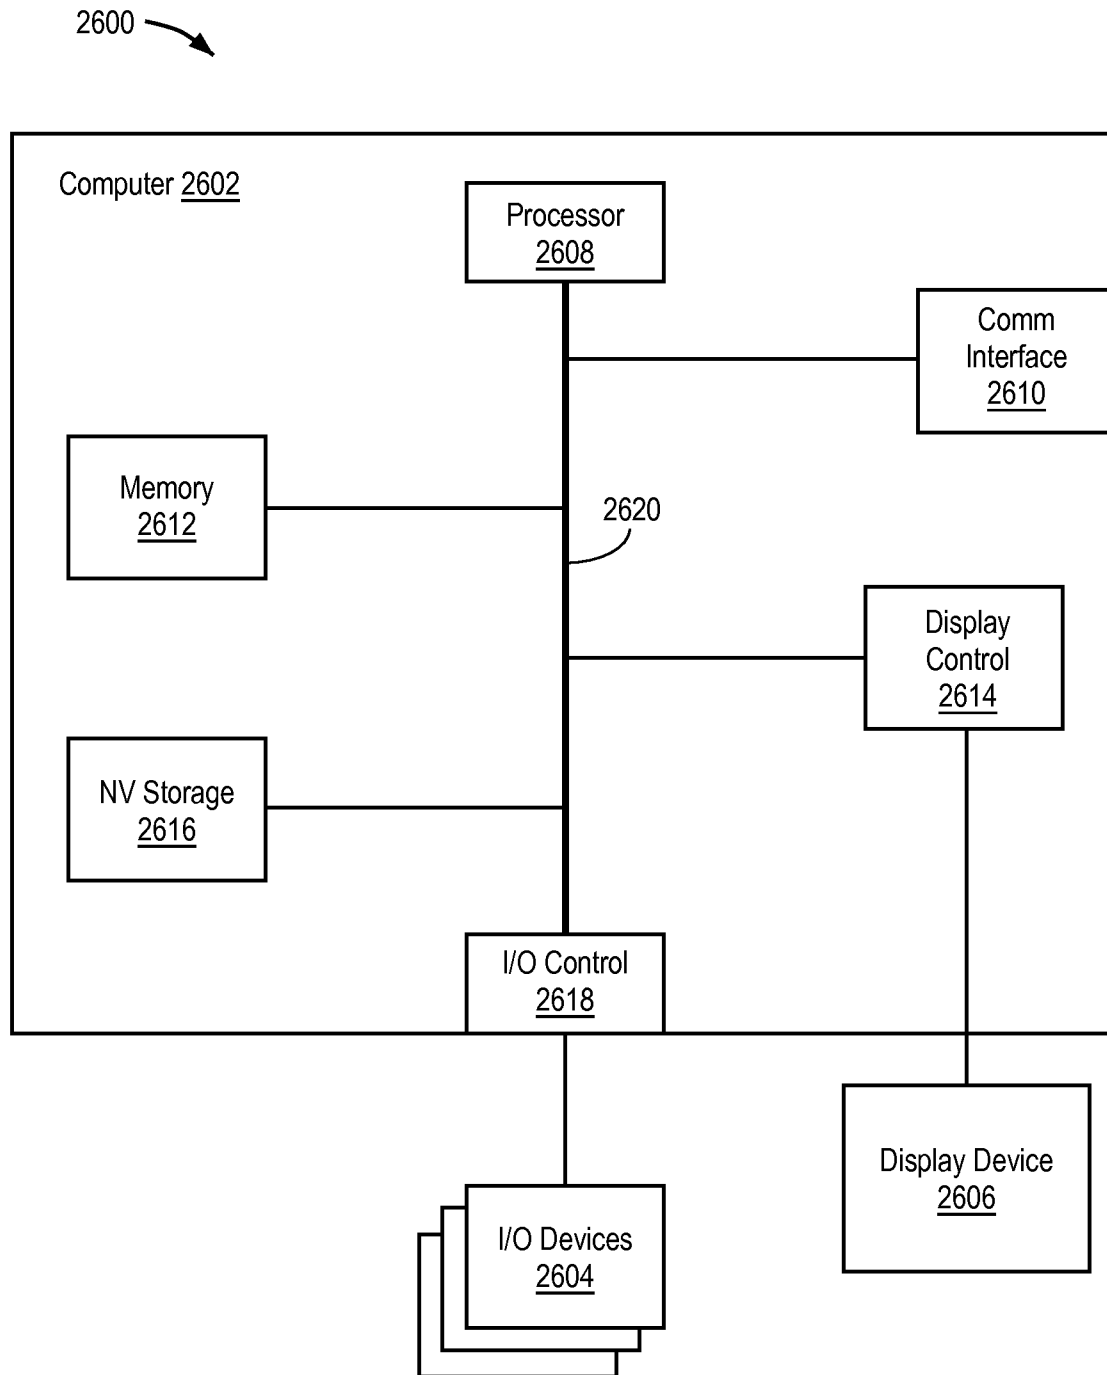 2600
Computer 2602
Processor
2608
Comm
Interface
2610
Memory
2612
2620
Display
Control
2614
NV Storage
2616
I/O Control
2618
Display Device
2606
I/O Devices
2604